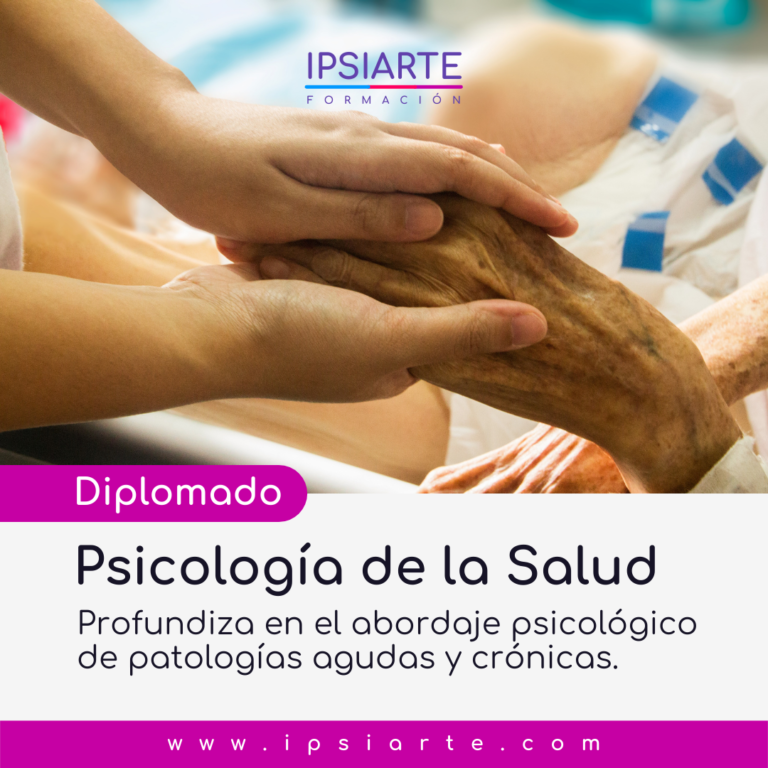 IPSIARTE
FORMACIÓN
Diplomado
Psicología de la Salud
Profundiza en el abordaje psicológico
de patologías agudas y crónicas.
www.ipsiarte.com